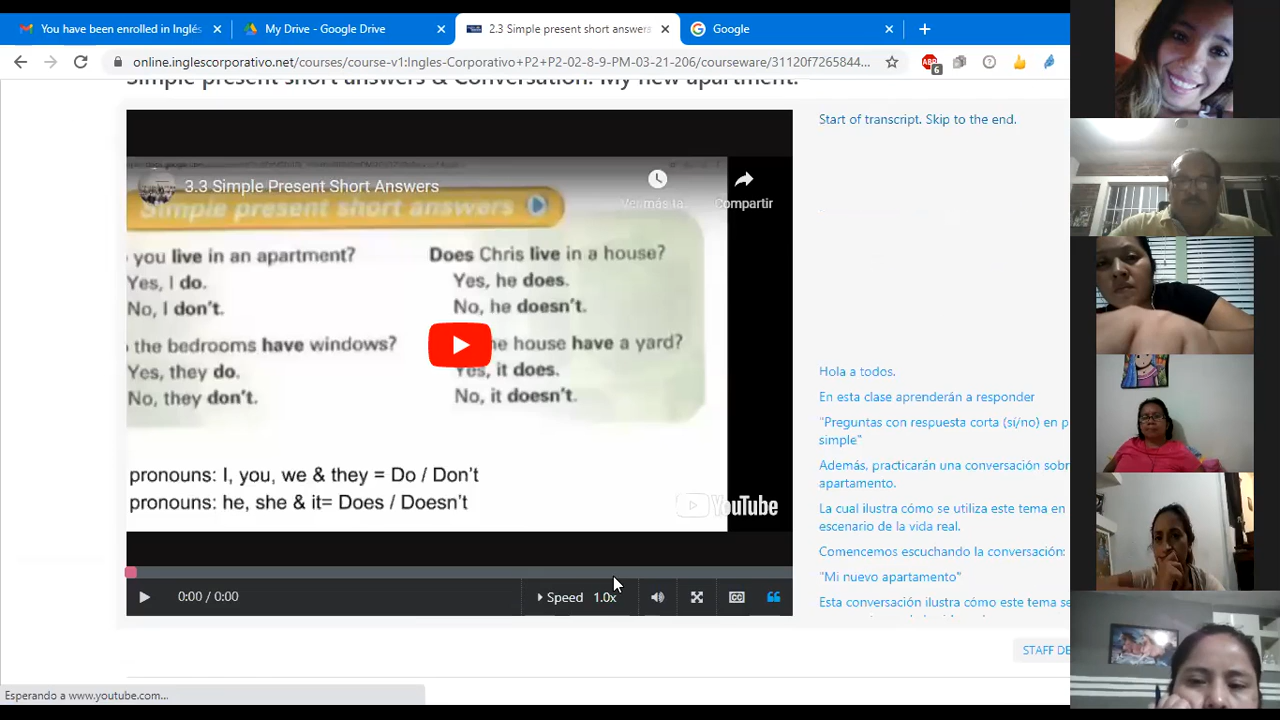 You have been enrolled in Inglés
My Drive - Google Drive
2.3 Simple present short answers
Google
online.inglescorporativo.net/courses/course-v1:Ingles-Corporativo+P2+P2-02-8-9-PM-03-21-206/courseware/31120f7265844...
ABP
6
Simple present short answers & Conversation: My new apartment.
3.3 Simple Present Short Answers
Ver más ta...
Compartir
Simple present short answers
you live in an apartment?
Yes, I do.
No, I don't.
the bedrooms have windows?
Yes, they do.
No, they don't.
Does Chris live in a house?
Yes, he does.
No, he doesn't.
he house have a yard?
Yes, it does.
No, it doesn't.
pronouns: I, you, we & they = Do / Don't
pronouns: he, she & it= Does / Doesn't
YouTube
0:00 / 0:00
Speed 1.0x
CC
Start of transcript. Skip to the end.
Hola a todos.
En esta clase aprenderán a responder
"Preguntas con respuesta corta (sí/no) en p
simple"
Además, practicarán una conversación sob
apartamento.
La cual ilustra cómo se utiliza este tema en
escenario de la vida real.
Comencemos escuchando la conversación:
"Mi nuevo apartamento"
Esta conversación ilustra cómo este tema se
STAFF DE
Esperando a www.youtube.com...